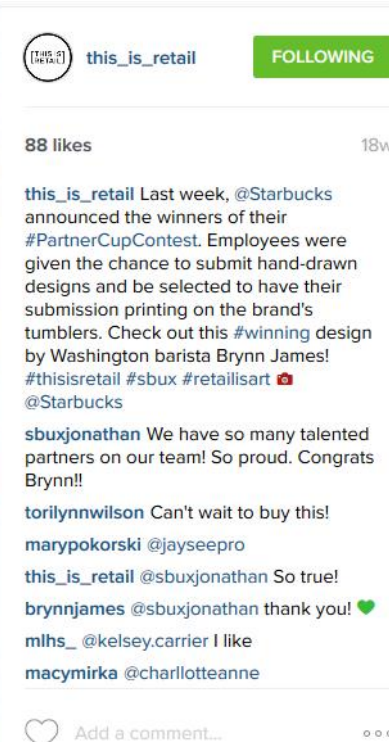 [THIS IS]
RETAIL]
this_is_retail
FOLLOWING
88 likes
18w
this_is_retail Last week, @Starbucks
announced the winners of their
#PartnerCupContest. Employees were
given the chance to submit hand-drawn
designs and be selected to have their
submission printing on the brand's
tumblers. Check out this #winning design
by Washington barista Brynn James!
#thisisretail #sbux #retailisart
@Starbucks
sbuxjonathan We have so many talented
partners on our team! So proud. Congrats
Brynn!!
torilynnwilson Can't wait to buy this!
marypokorski @jayseepro
this_is_retail @sbuxjonathan So true!
brynnjames @sbuxjonathan thank you! 💚
mlhs_ @kelsey.carrier I like
macymirka @charllotteanne
Add a comment...